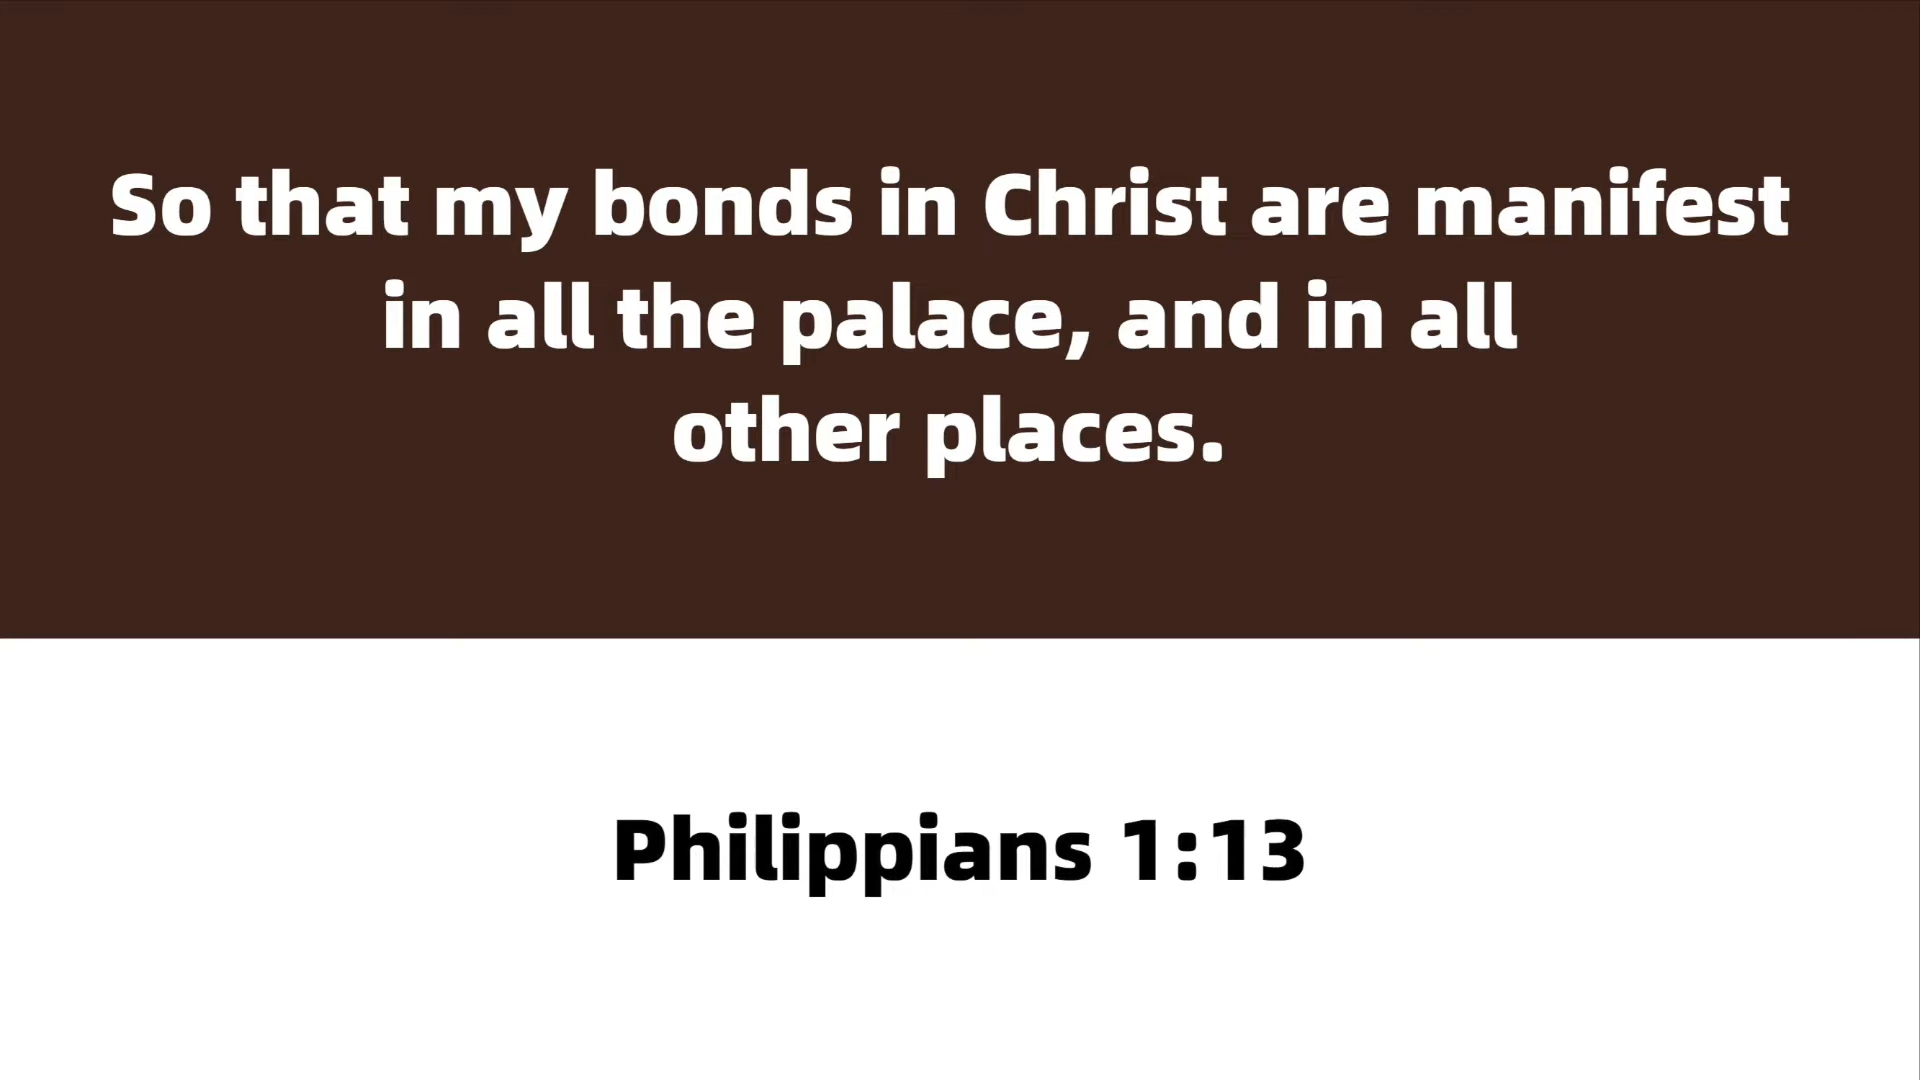 So that my bonds in Christ are manifest
in all the palace, and in all
other places.
Philippians 1:13